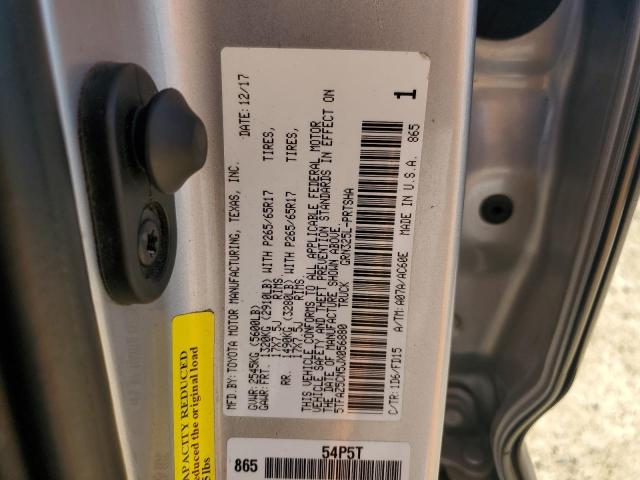 MFD.BY: TOYOTA MOTOR MANUFACTURING, TEXAS, INC. DATE: 12/17
GVWR: 2545KG (5600LB)
GAWR: FRT. 1320KG (2910LB) WITH P265/65R17 TIRES,
17X7.5J RIMS
RR. 1490KG (3280LB) WITH P265/65R17 TIRES,
17X7.5J RIMS
THIS VEHICLE CONFORMS TO ALL APPLICABLE FEDERAL MOTOR
VEHICLE SAFETY AND THEFT PREVENTION STANDARDS IN EFFECT ON
THE DATE OF MANUFACTURE SHOWN ABOVE.
5TFAZ5CN5JX056880 TRUCK GRN325L-PRTSHA
1
C/TR: 1D6/FD15 A/TM: A07A/AC60E MADE IN U.S.A. 865
54P5T
865
CAPACITY REDUCED
educed the original load
lbs